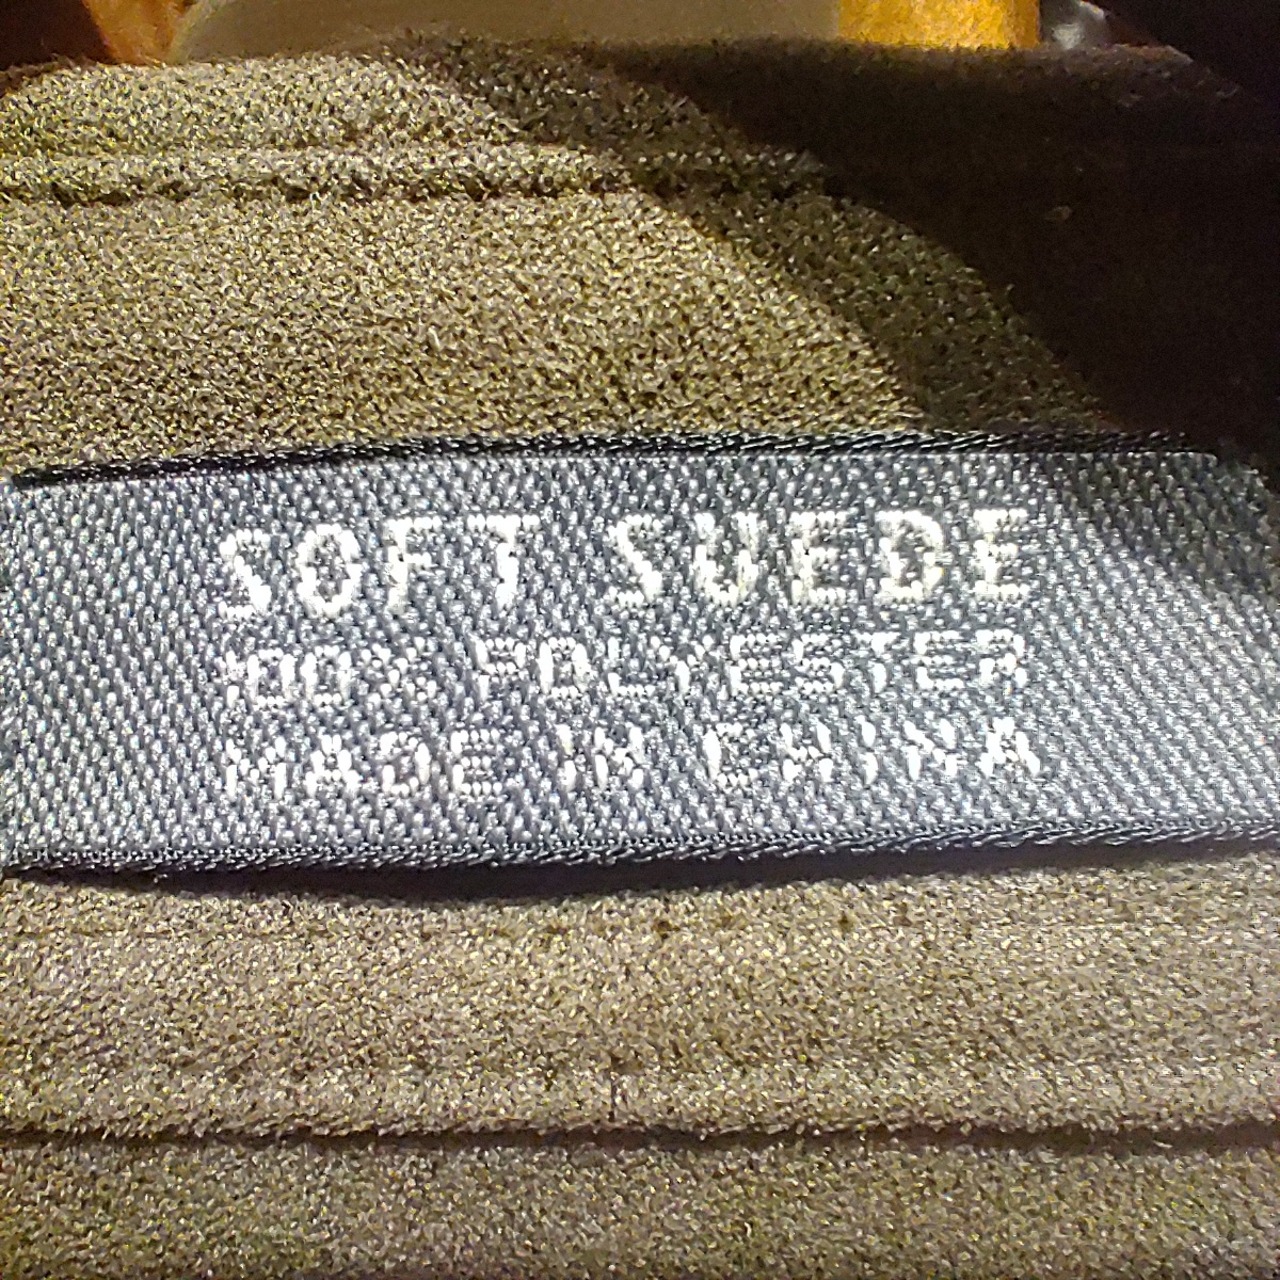 SOFT SUEDE
100% POLYESTER
MADE IN CHINA